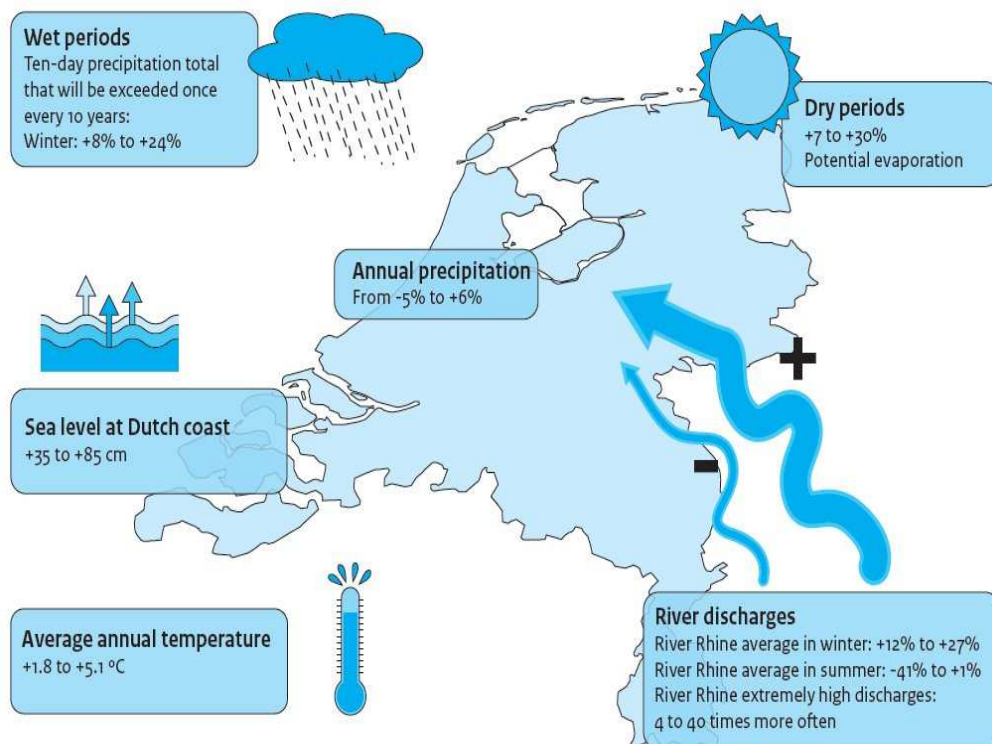 Wet periods
Ten-day precipitation total
that will be exceeded once
every 10 years:
Winter: +8% to +24%
Dry periods
+7 to +30%
Potential evaporation
Annual precipitation
From -5% to +6%
Sea level at Dutch coast
+35 to +85 cm
Average annual temperature
+1.8 to +5.1 ºC
River discharges
River Rhine average in winter: +12% to +27%
River Rhine average in summer: -41% to +1%
River Rhine extremely high discharges:
4 to 40 times more often
+
-